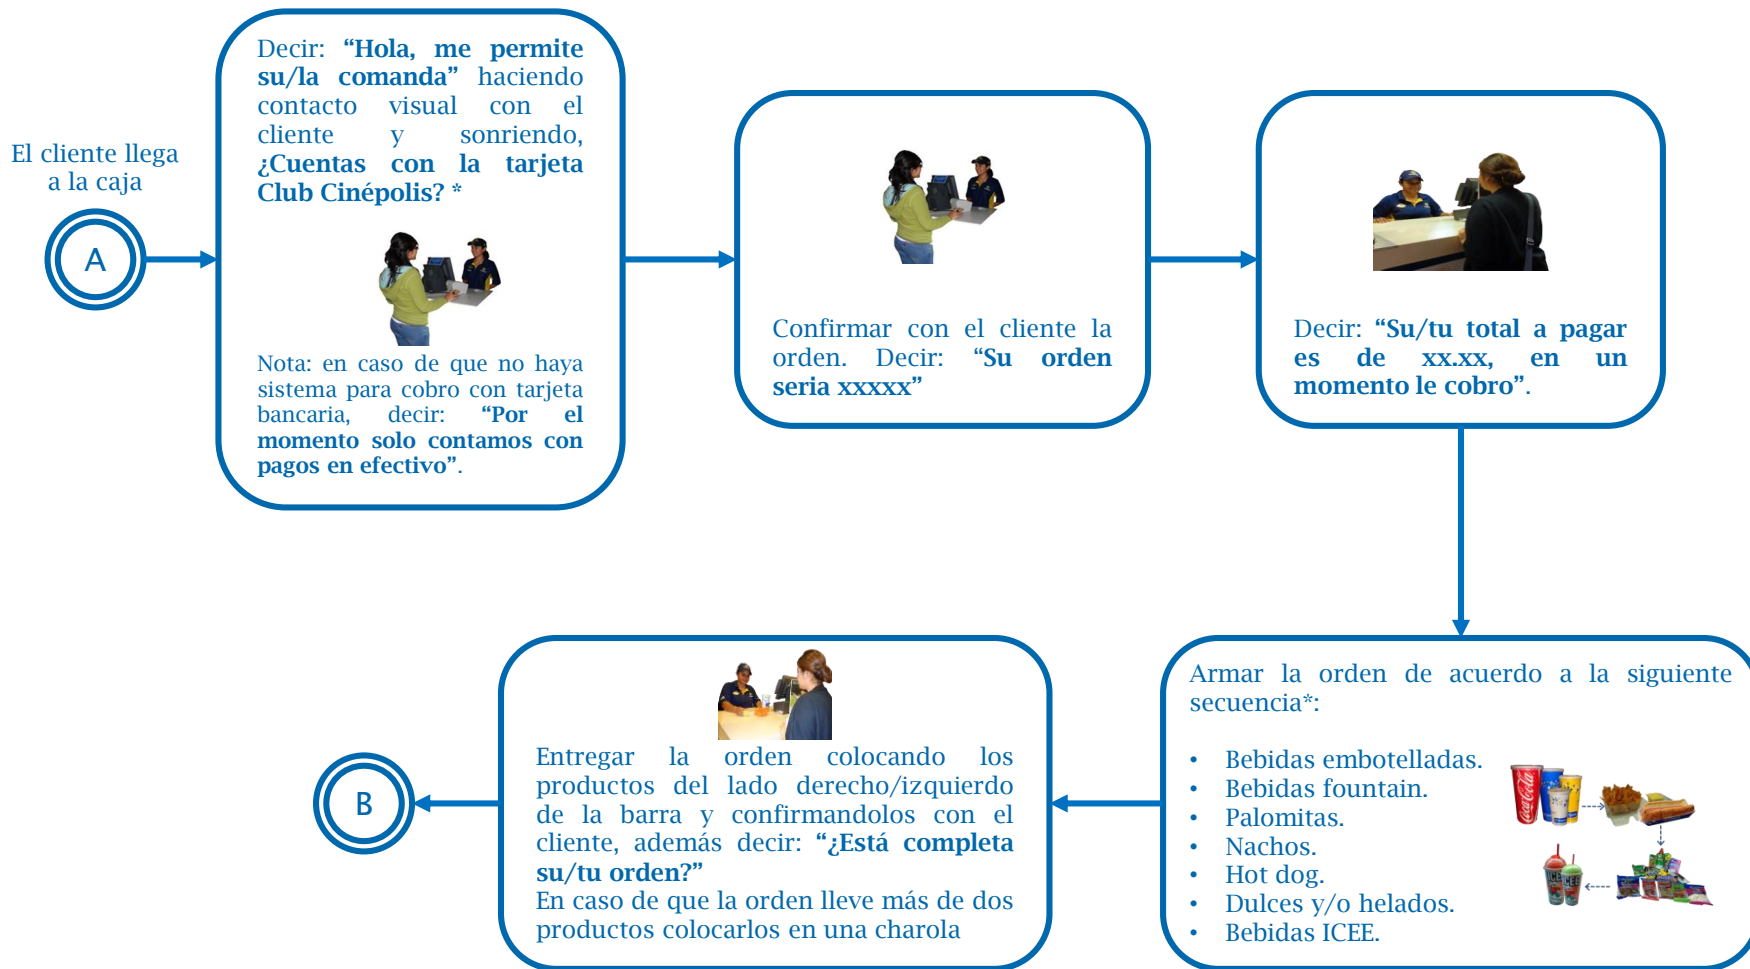 El cliente llega
a la caja
A
Decir: “Hola, me permite
su/la comanda” haciendo
contacto visual con el
cliente y sonriendo,
¿Cuentas con la tarjeta
Club Cinépolis? *
Nota: en caso de que no haya
sistema para cobro con tarjeta
bancaria, decir: “Por el
momento solo contamos con
pagos en efectivo”.
Confirmar con el cliente la
orden. Decir: “Su orden
seria xxxxx”
Decir: “Su/tu total a pagar
es de xx.xx, en un
momento le cobro”.
Armar la orden de acuerdo a la siguiente
secuencia*:
• Bebidas embotelladas.
• Bebidas fountain.
• Palomitas.
• Nachos.
• Hot dog.
• Dulces y/o helados.
• Bebidas ICEE.
Coca-Cola
ICEE
ICEE
Entregar la orden colocando los
productos del lado derecho/izquierdo
de la barra y confirmandolos con el
cliente, además decir: “¿Está completa
su/tu orden?”
En caso de que la orden lleve más de dos
productos colocarlos en una charola
B